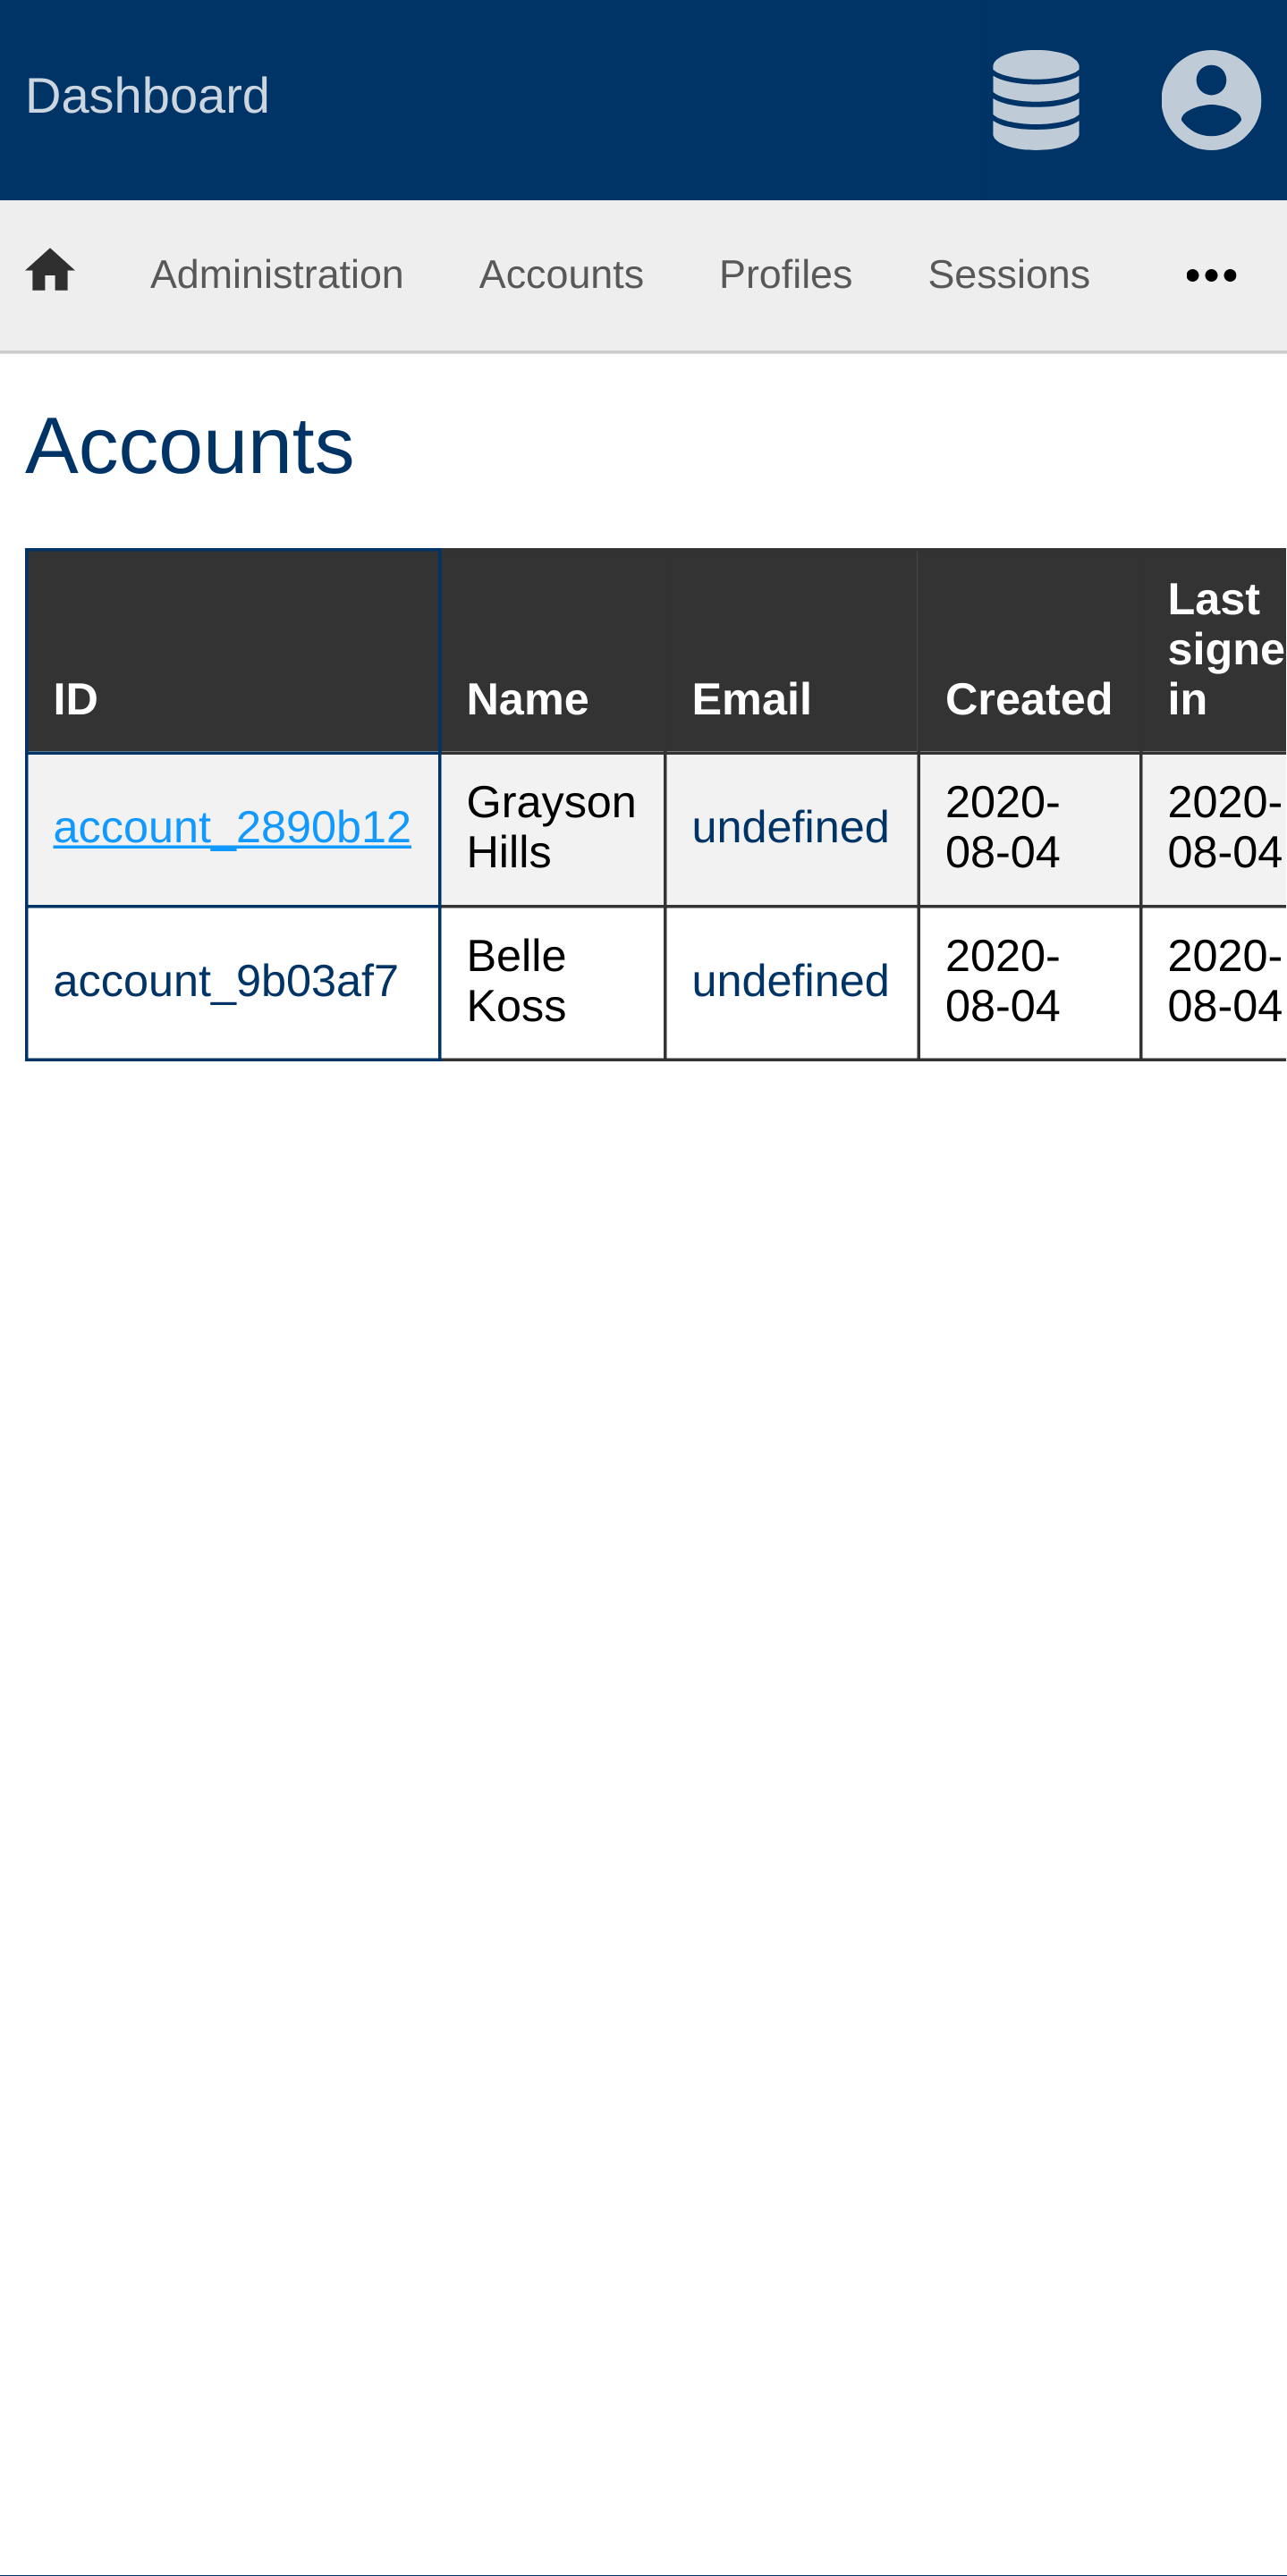 Dashboard
Administration Accounts Profiles Sessions
Accounts
ID Name Email Created Last signe in
account_2890b12 Grayson Hills undefined 2020-08-04 2020-08-04
account_9b03af7 Belle Koss undefined 2020-08-04 2020-08-04